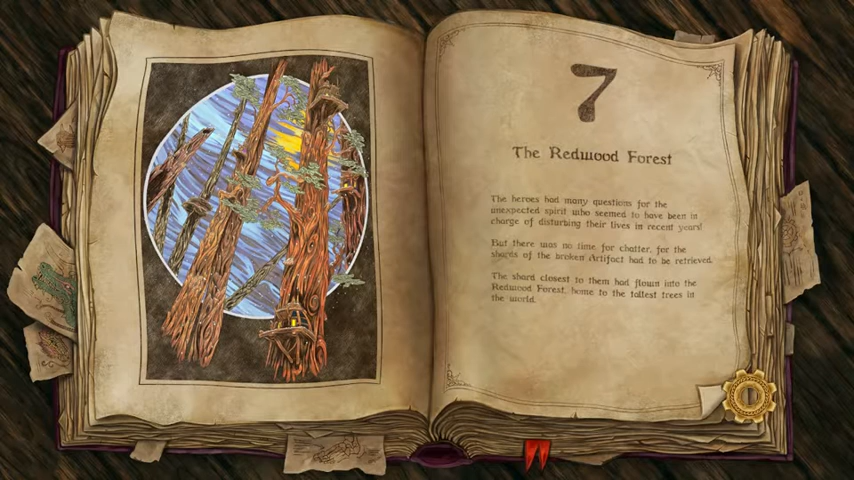 7
The Redwood Forest
The heroes had many questions for the
unexpected spirit who seemed to have been in
charge of disturbing their lives in recent years!
But there was no time for chatter, for the
shards of the broken Artifact had to be retrieved.
The shard closest to them had flown into the
Redwood Forest, home to the tallest trees in
the world.